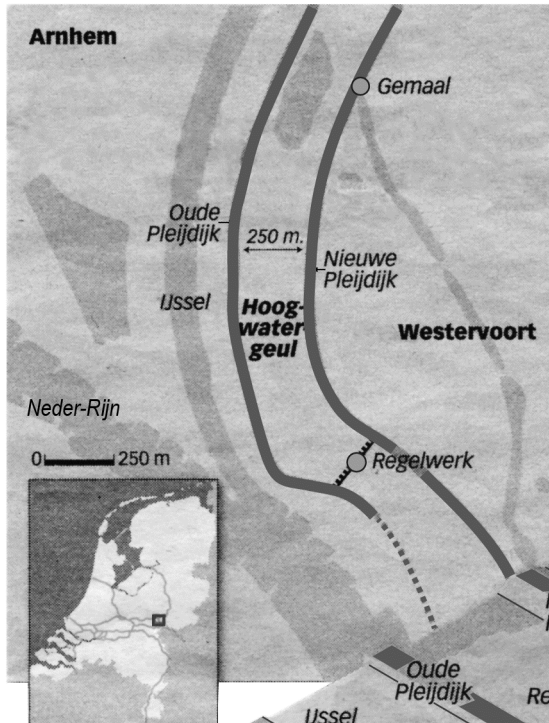 Arnhem
Gemaal
Oude
Pleijdijk
250 m.
Nieuwe
Pleijdijk
IJssel
Hoog-
water-
geul
Westervoort
Neder-Rijn
0 250 m
Regelwerk
Oude
Pleijdijk
Re
IJssel